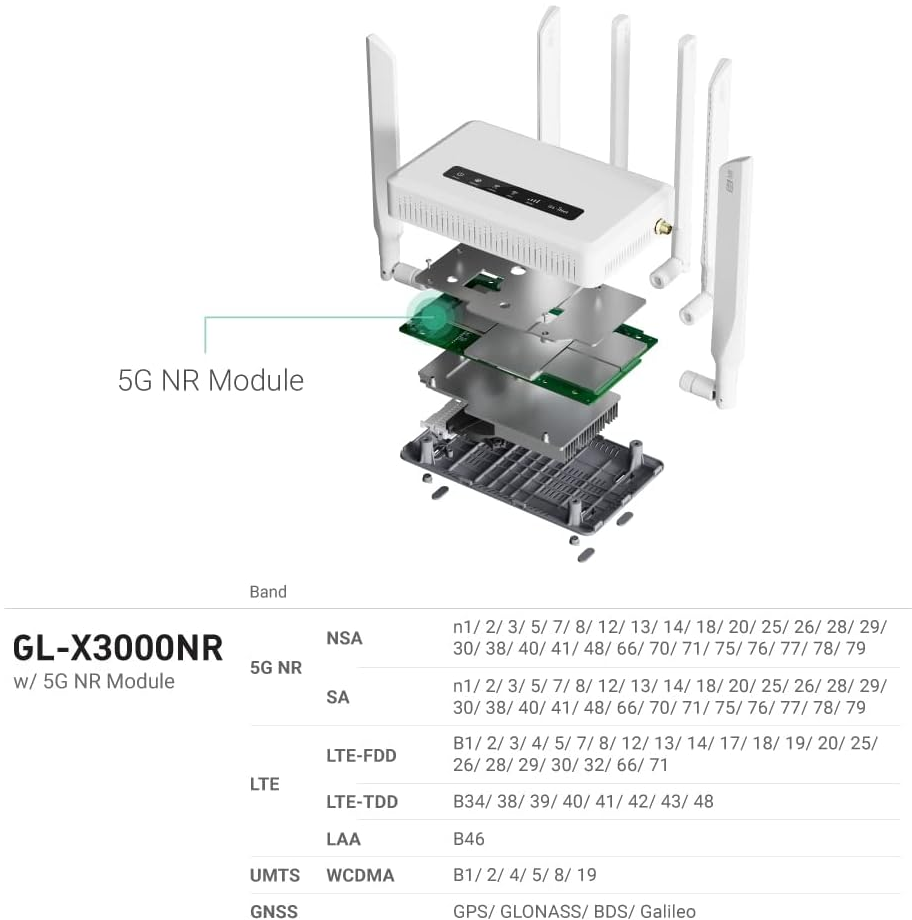 5G NR Module
Band
GL-X3000NR
w/ 5G NR Module
5G NR
NSA
n1/ 2/ 3/ 5/ 7/ 8/ 12/ 13/ 14/ 18/ 20/ 25/ 26/ 28/ 29/
30/ 38/ 40/ 41/ 48/ 66/ 70/ 71/ 75/ 76/ 77/ 78/ 79
SA
n1/ 2/ 3/ 5/ 7/ 8/ 12/ 13/ 14/ 18/ 20/ 25/ 26/ 28/ 29/
30/ 38/ 40/ 41/ 48/ 66/ 70/ 71/ 75/ 76/ 77/ 78/ 79
LTE
LTE-FDD
B1/ 2/ 3/ 4/ 5/ 7/ 8/ 12/ 13/ 14/ 17/ 18/ 19/ 20/ 25/
26/ 28/ 29/ 30/ 32/ 66/ 71
LTE-TDD
B34/ 38/ 39/ 40/ 41/ 42/ 43/ 48
LAA
B46
UMTS
WCDMA
B1/ 2/ 4/ 5/ 8/ 19
GNSS
GPS/ GLONASS/ BDS/ Galileo